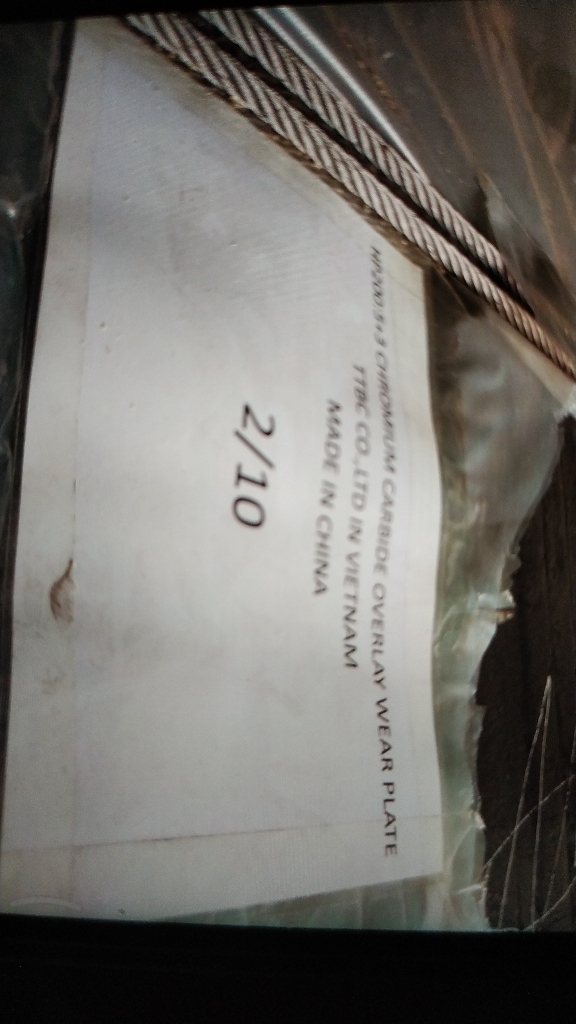 CHROMIUM CARBIDE OVERLAY WEAR PLATE
TTBC CO.,LTD IN VIETNAM
MADE IN CHINA
2/10